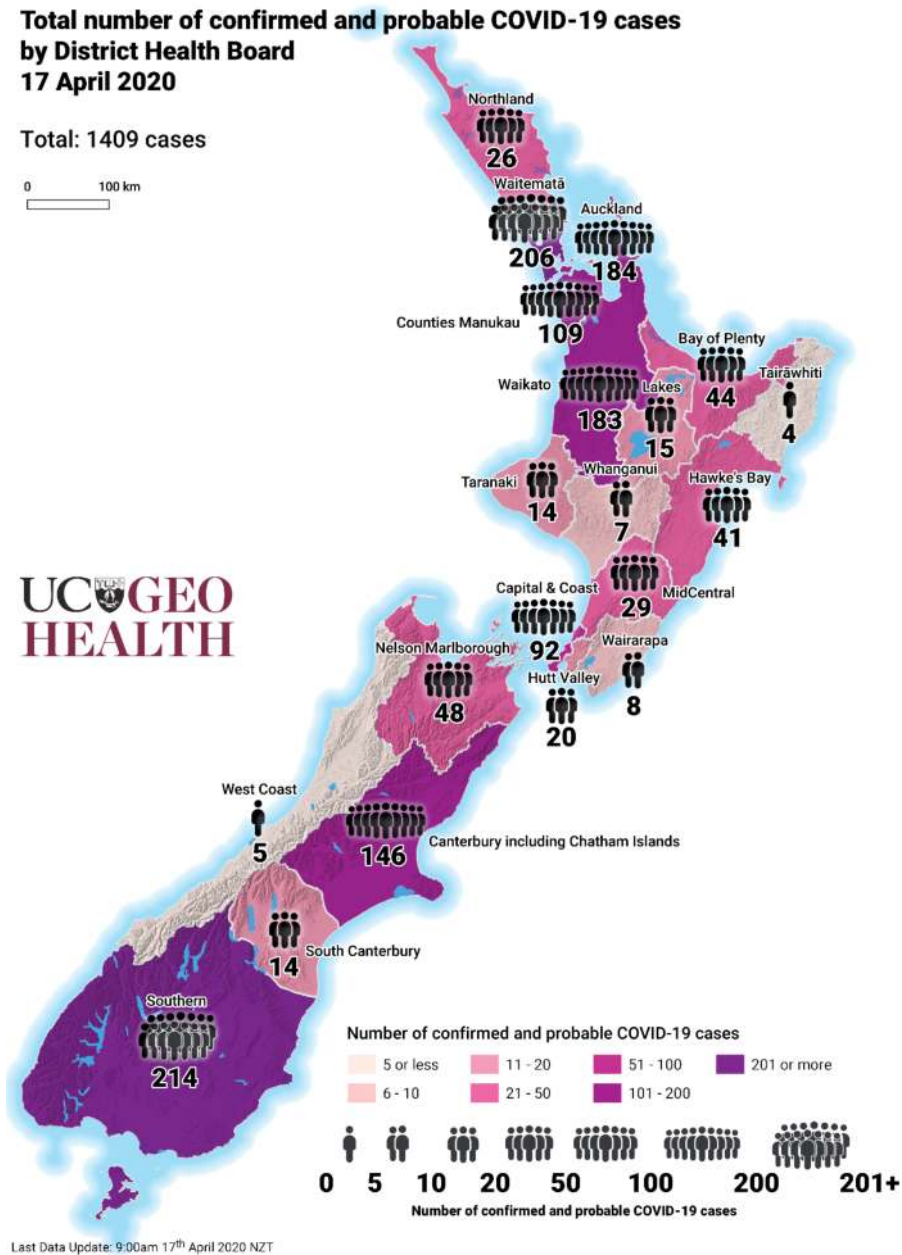 Total number of confirmed and probable COVID-19 cases
by District Health Board
17 April 2020
Total: 1409 cases
0 100 km
Northland
26
Waitematā
206
Auckland
184
Counties Manukau
109
Bay of Plenty
44
Tairāwhiti
4
Waikato
183
Lakes
15
Taranaki
14
Whanganui
7
Hawke's Bay
41
UC GEO
HEALTH
Capital & Coast
92
29
MidCentral
Nelson Marlborough
48
Wairarapa
8
Hutt Valley
20
West Coast
5
146
Canterbury including Chatham Islands
14
South Canterbury
Southern
214
Number of confirmed and probable COVID-19 cases
5 or less 11 - 20 51 - 100 201 or more
6 - 10 21 - 50 101 - 200
0 5 10 20 50 100 200 201+
Number of confirmed and probable COVID-19 cases
Last Data Update: 9:00am 17th April 2020 NZT